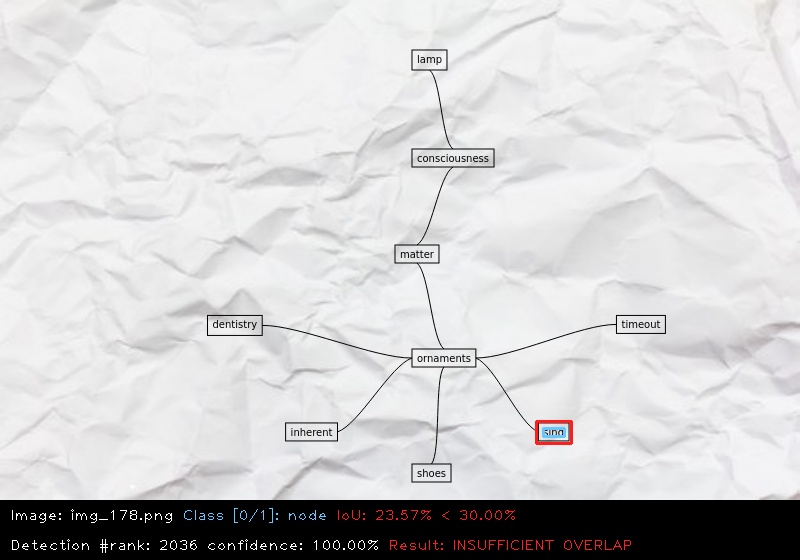 lamp
consciousness
matter
dentistry
timeout
ornaments
inherent
sing
shoes
Image: img_178.png Class [0/1]: node IoU: 23.57% < 30.00%
Detection #rank: 2036 confidence: 100.00% Result: INSUFFICIENT OVERLAP